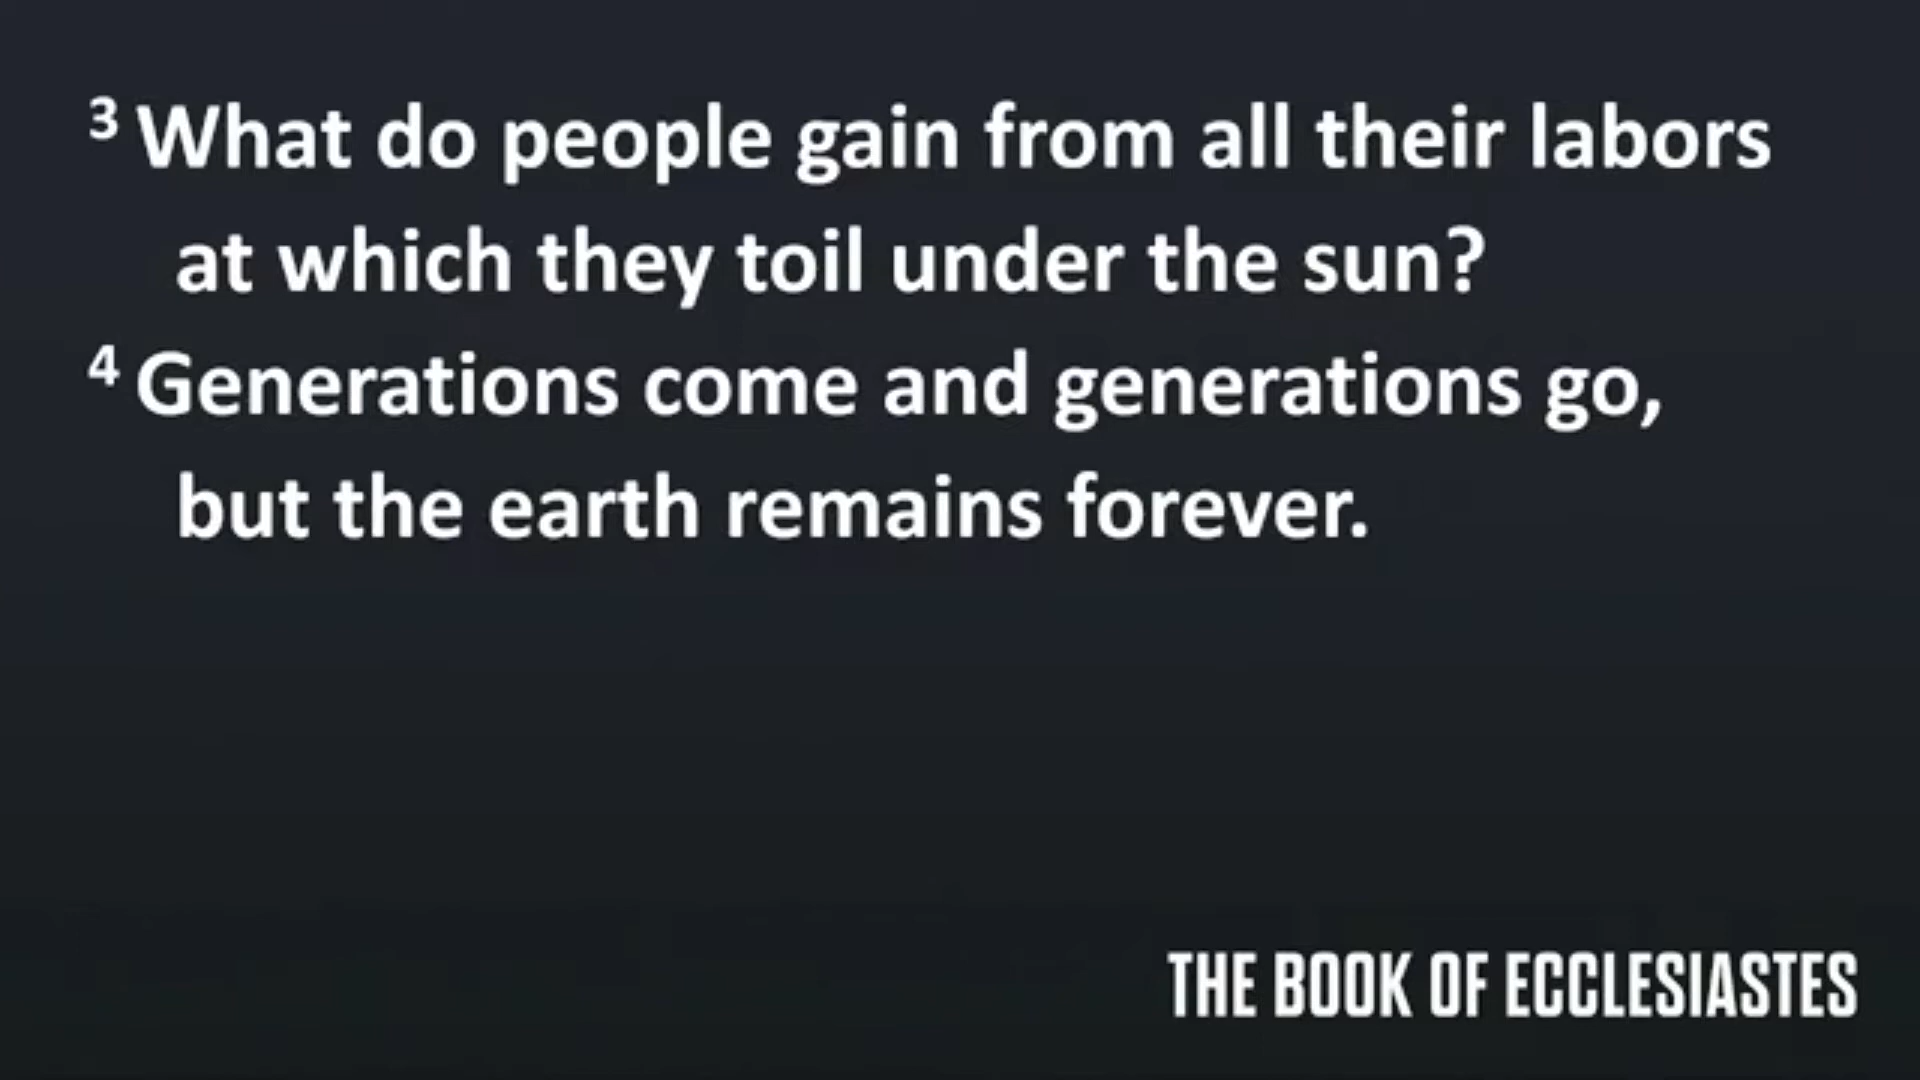 3 What do people gain from all their labors
at which they toil under the sun?
4 Generations come and generations go,
but the earth remains forever.
THE BOOK OF ECCLESIASTES